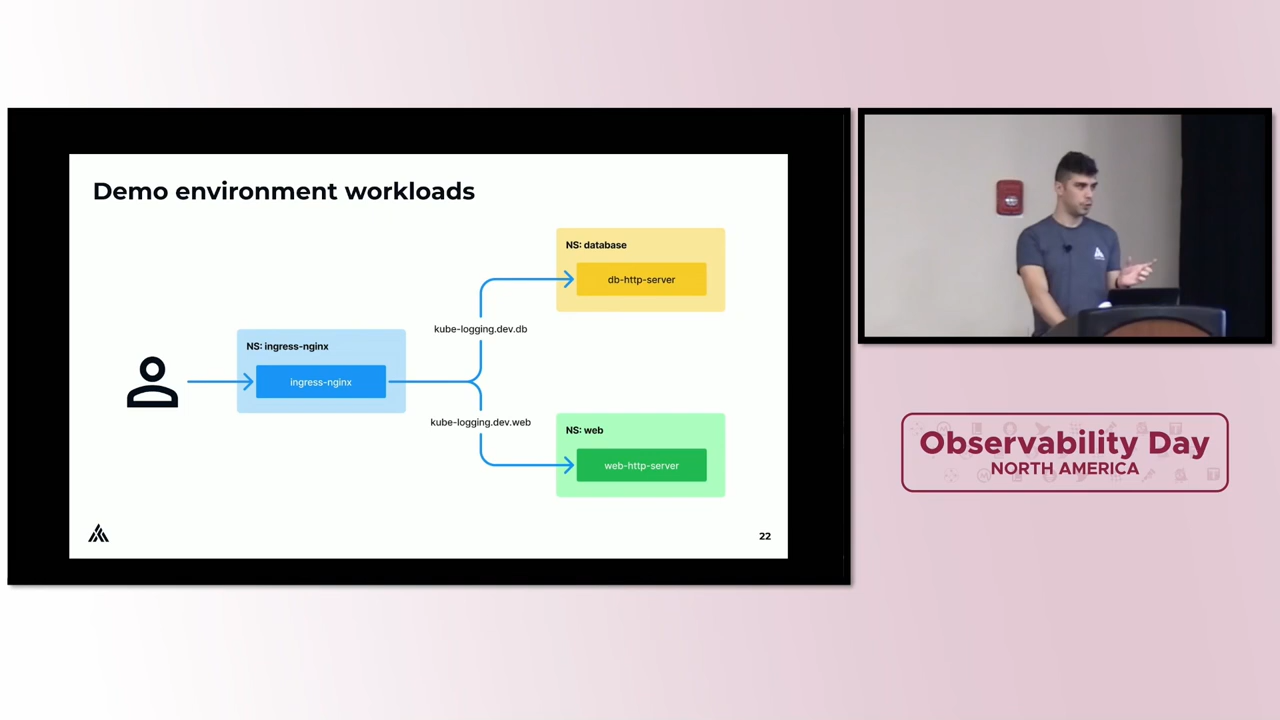 Demo environment workloads
NS: database
db-http-server
kube-logging.dev.db
NS: ingress-nginx
ingress-nginx
kube-logging.dev.web
NS: web
web-http-server
22
Observability Day
NORTH AMERICA